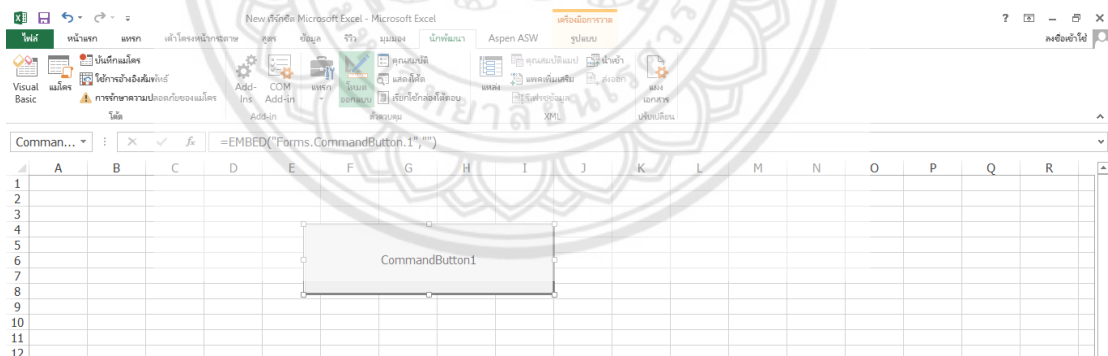 New เวิร์กชีต Microsoft Excel - Microsoft Excel
เครื่องมือการวาด
ไฟล์ หน้าแรก แทรก เค้าโครงหน้ากระดาษ สูตร ข้อมูล รีวิว มุมมอง นักพัฒนา Aspen ASW รูปแบบ ลงชื่อเข้าใช้
Visual Basic
แมโคร
บันทึกแมโคร
ใช้การอ้างอิงสัมพัทธ์
การรักษาความปลอดภัยของแมโคร
โค้ด
Add-Ins
COM Add-in
Add-in
แทรก
โหมดออกแบบ
คุณสมบัติ
แสดงโค้ด
เรียกใช้กล่องโต้ตอบ
ตัวควบคุม
แหล่ง
คุณสมบัติแมป
แพคเพิ่มเสริม
รีเฟรชข้อมูล
นำเข้า
ส่งออก
XML
แผงเอกสาร
ปรับเปลี่ยน
Comman... fx =EMBED("Forms.CommandButton.1","")
A B C D E F G H I J K L M N O P Q R
1
2
3
4
5
6
7
8
9
10
11
12
CommandButton1